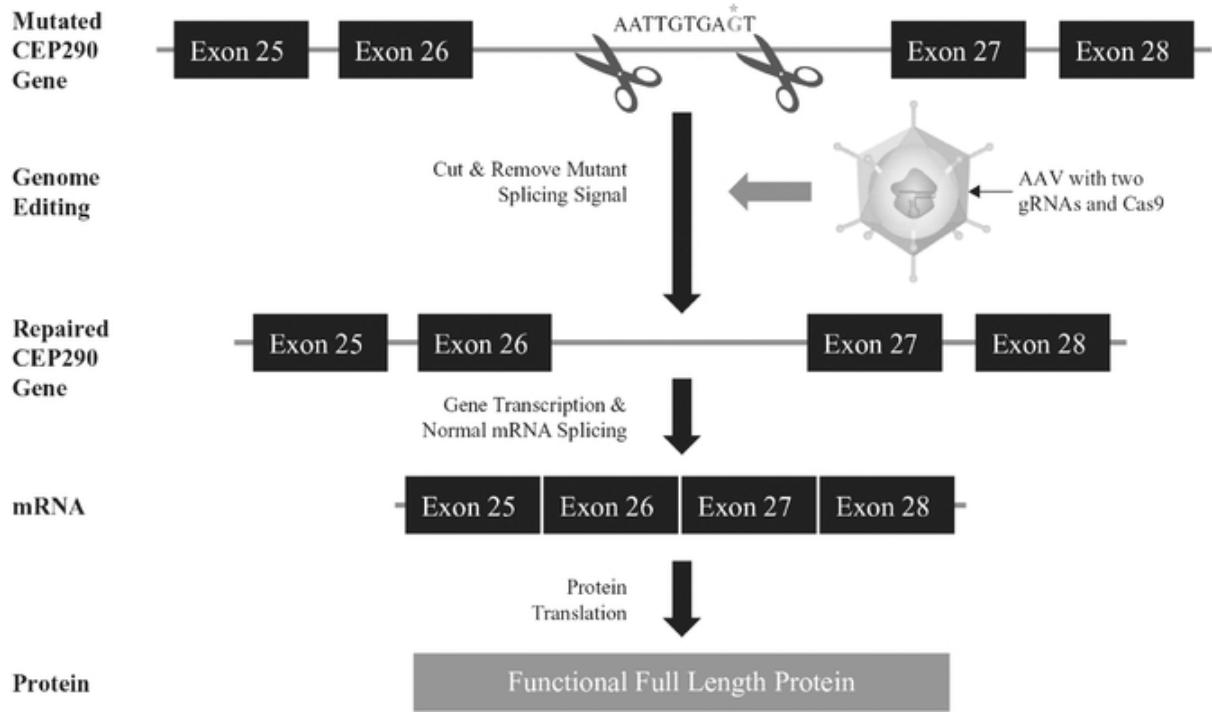 Mutated
CEP290
Gene
Exon 25
Exon 26
*
AATTGTGAGT
Exon 27
Exon 28
Genome
Editing
Cut & Remove Mutant
Splicing Signal
AAV with two
gRNAs and Cas9
Repaired
CEP290
Gene
Exon 25
Exon 26
Exon 27
Exon 28
Gene Transcription &
Normal mRNA Splicing
mRNA
Exon 25
Exon 26
Exon 27
Exon 28
Protein
Translation
Protein
Functional Full Length Protein